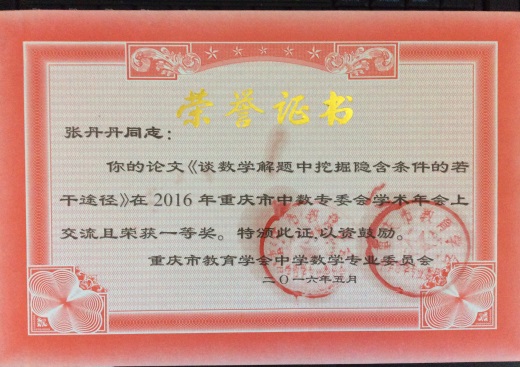 荣誉证书
张丹丹同志：
你的论文《谈数学解题中挖掘隐含条件的若
干途径》在2016年重庆市中数专委会学术年会上
交流且荣获一等奖。特颁此证,以资鼓励。
重庆市教育学会中学数学专业委员会
二〇一六年五月